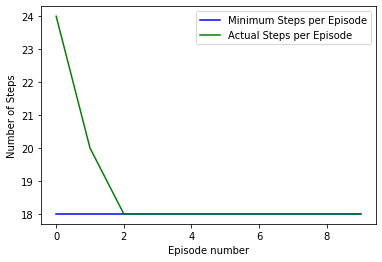 Minimum Steps per Episode
Actual Steps per Episode
24
23
22
21
20
19
18
Number of Steps
0 2 4 6 8
Episode number